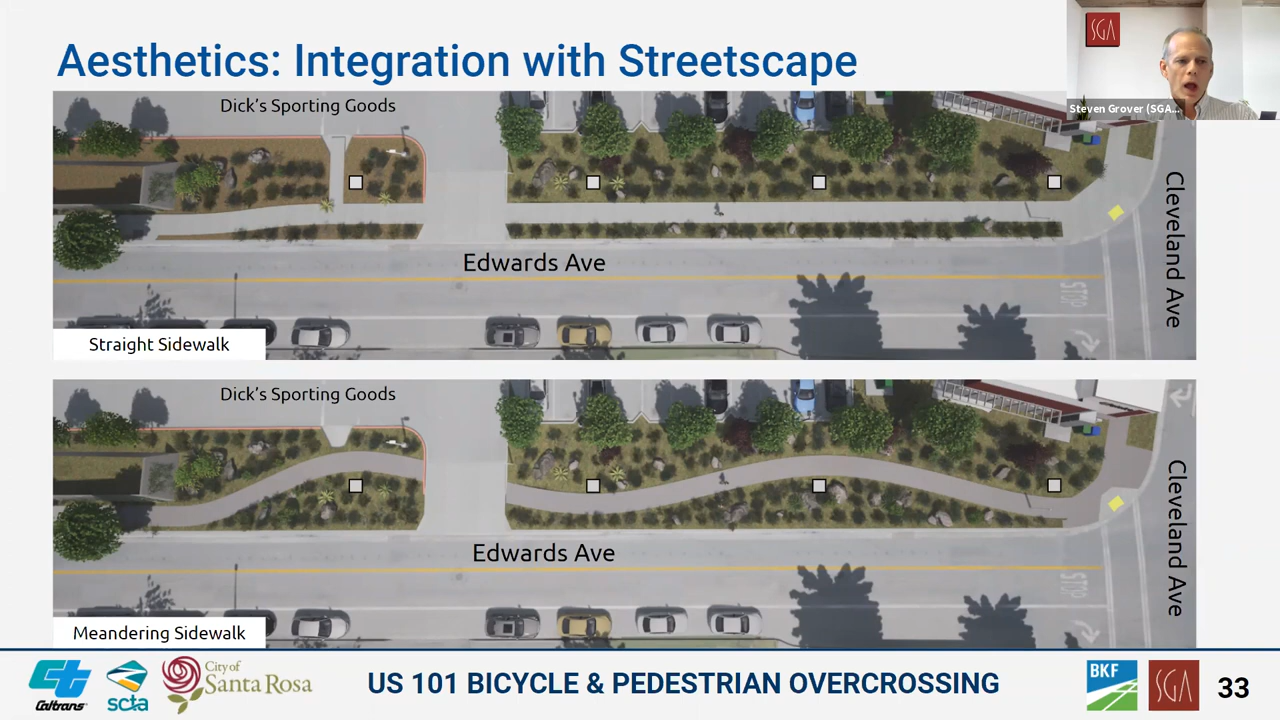 Aesthetics: Integration with Streetscape
SGA
Steven Grover (SGA...
Dick's Sporting Goods
Cleveland Ave
Edwards Ave
STOP
Straight Sidewalk
Dick's Sporting Goods
Cleveland Ave
Edwards Ave
STOP
Meandering Sidewalk
Caltrans
scta
City of
Santa Rosa
US 101 BICYCLE & PEDESTRIAN OVERCROSSING
BKF
SGA
33